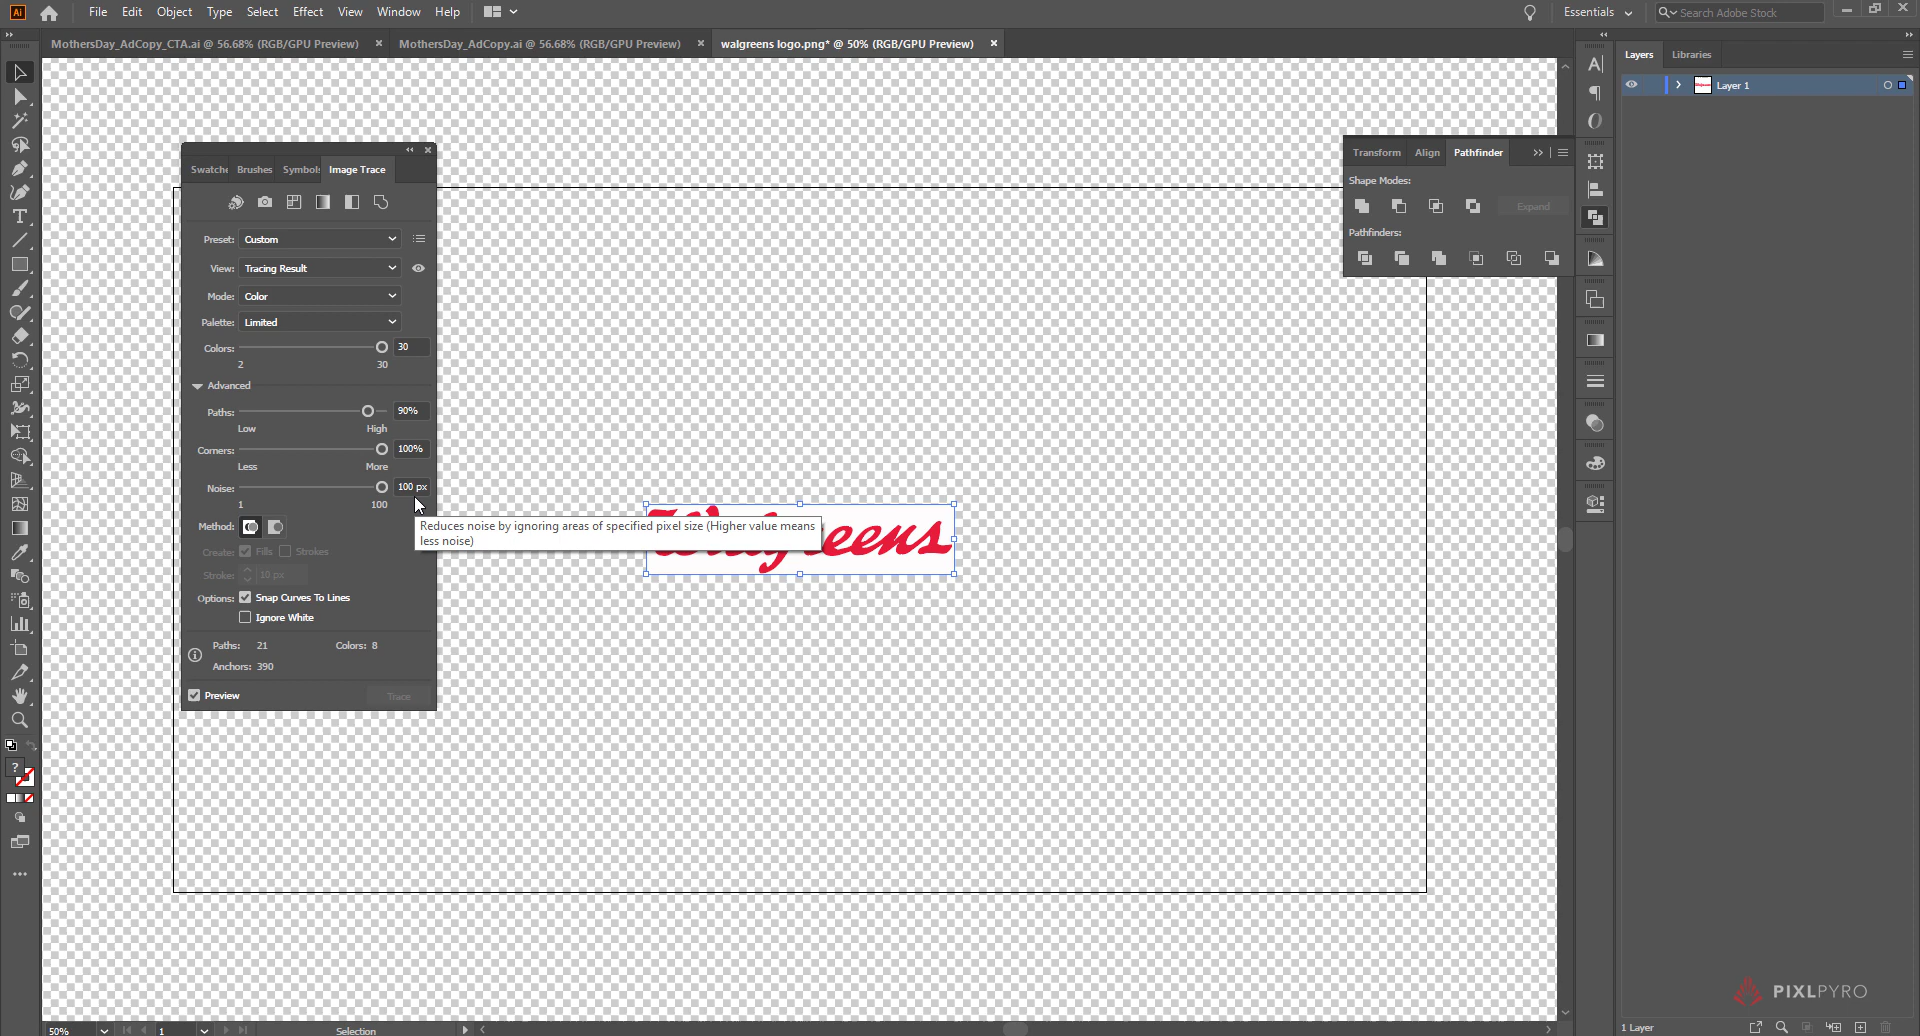 Ai
File Edit Object Type Select Effect View Window Help
Essentials
Search Adobe Stock
MothersDay_AdCopy_CTA.ai @ 56.68% (RGB/GPU Preview) × MothersDay_AdCopy.ai @ 56.68% (RGB/GPU Preview) × walgreens logo.png* @ 50% (RGB/GPU Preview) ×
Layers Libraries
Layer 1
Swatche Brushes Symbols Image Trace
Preset: Custom
View: Tracing Result
Mode: Color
Palette: Limited
Colors: 30
2 30
Advanced
Paths: 90%
Low High
Corners: 100%
Less More
Noise: 100 px
1 100
Method:
Create: Fills Strokes
Stroke: 10 px
Options: Snap Curves To Lines
Ignore White
Paths: 21 Colors: 8
Anchors: 390
Preview Trace
Reduces noise by ignoring areas of specified pixel size (Higher value means
less noise)
Walgreens
Transform Align Pathfinder
Shape Modes:
Expand
Pathfinders:
PIXLPYRO
50% 1 Selection
1 Layer